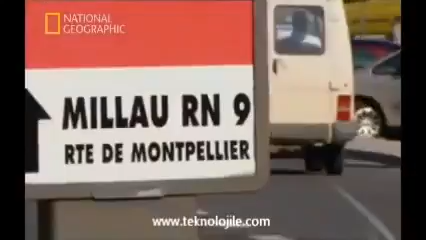 NATIONAL
GEOGRAPHIC
MILLAU RN 9
RTE DE MONTPELLIER
www.teknolojile.com